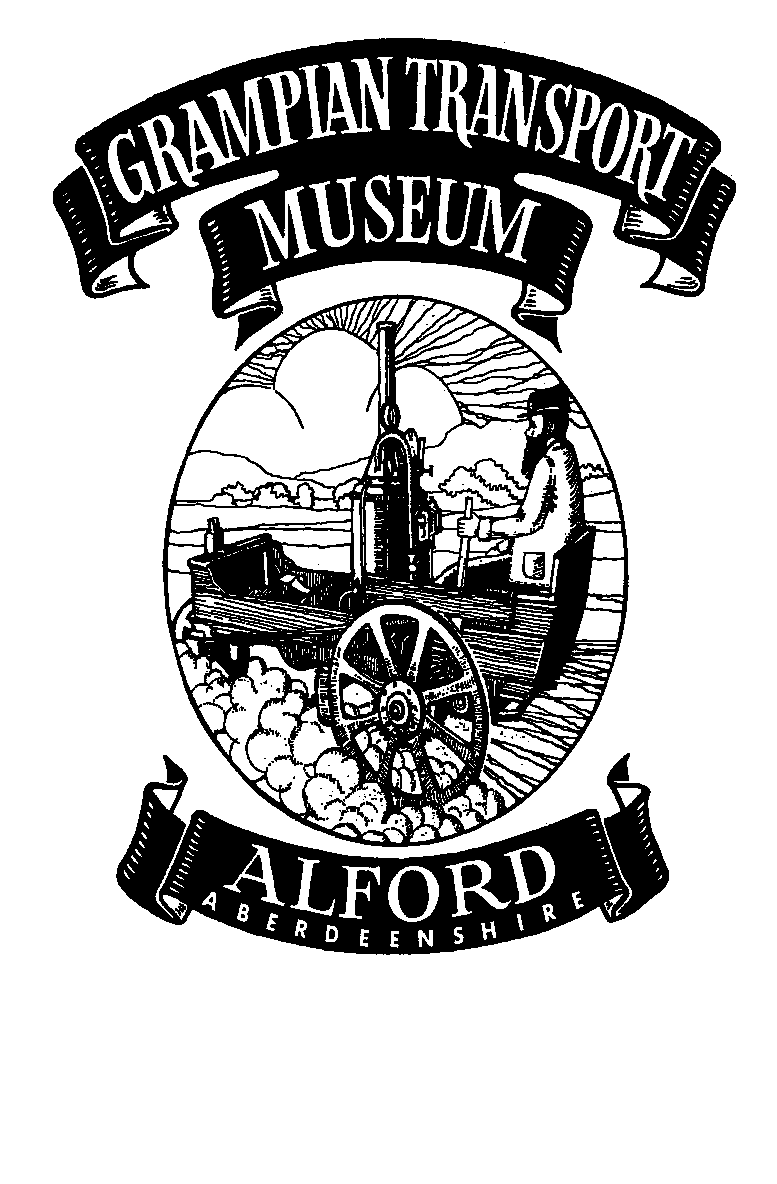 GRAMPIAN TRANSPORT
MUSEUM
ALFORD
ABERDEENSHIRE